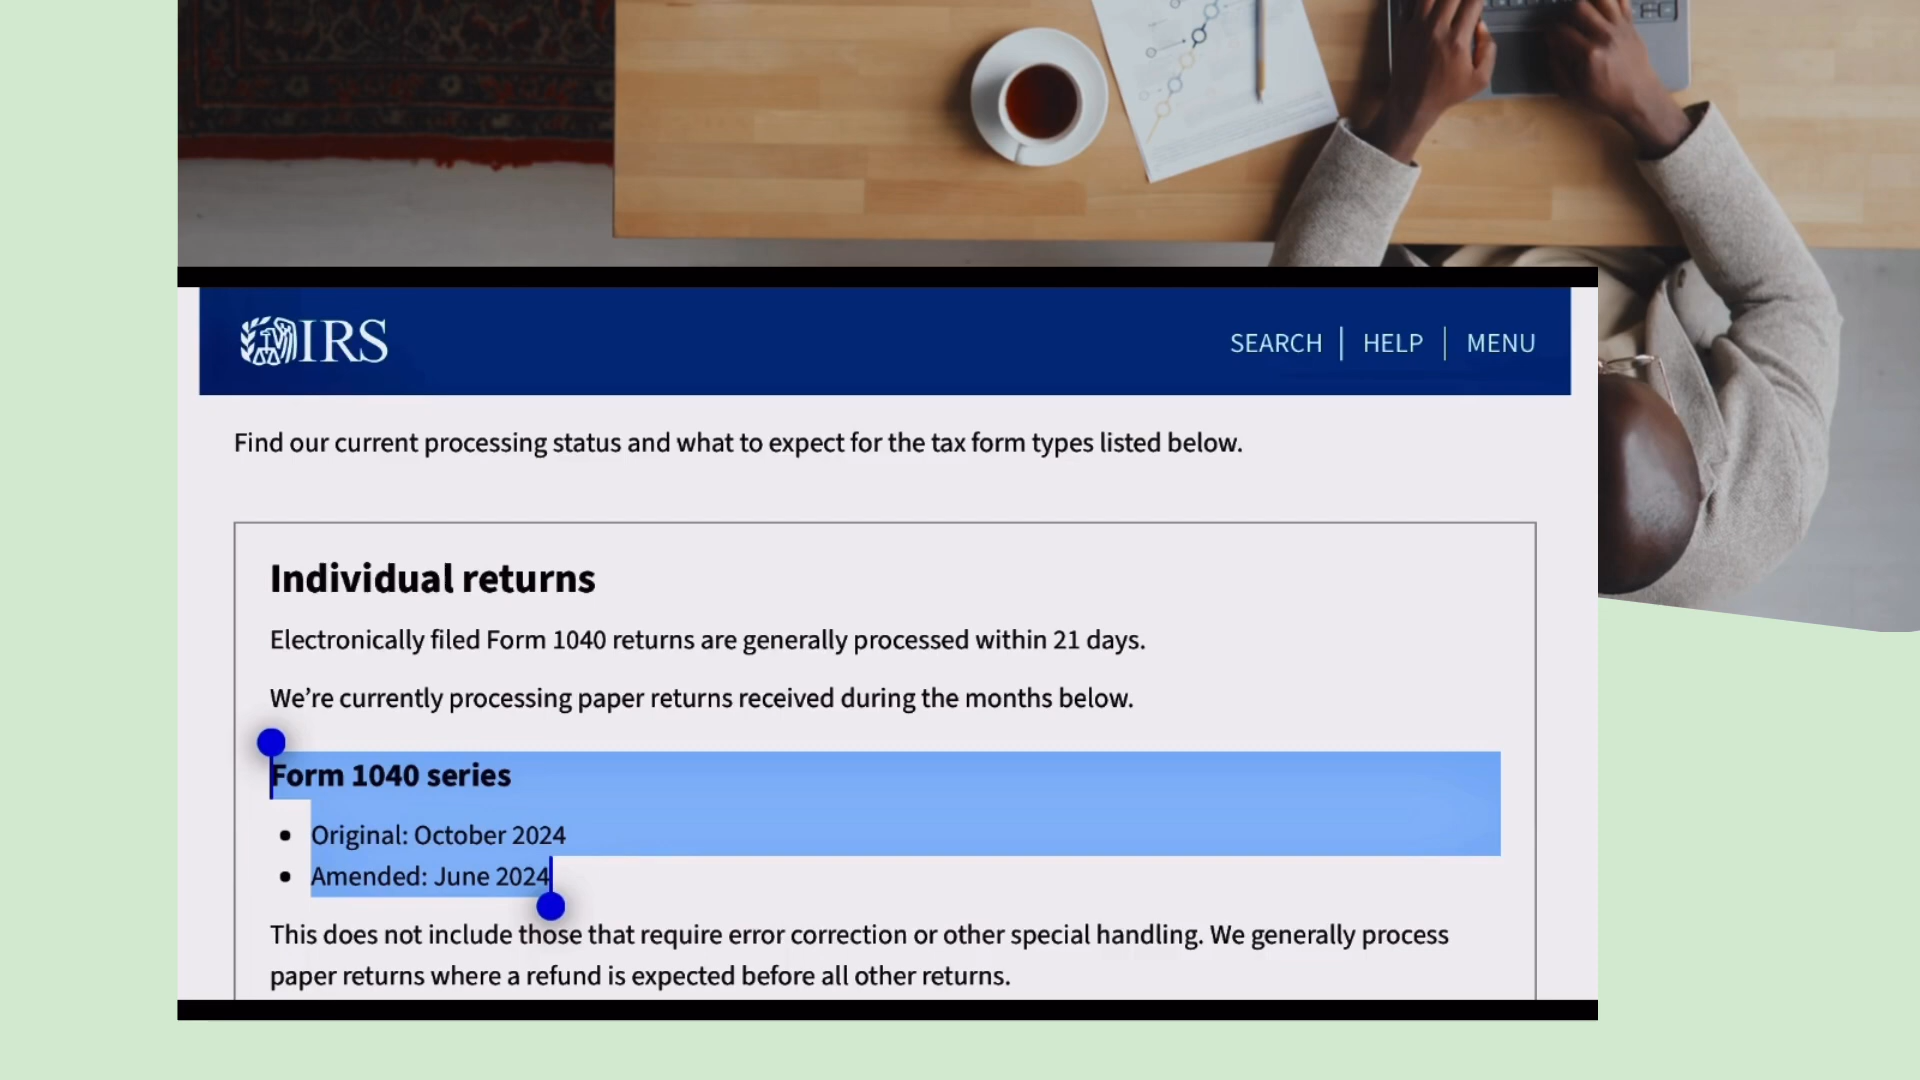 IRS
SEARCH | HELP | MENU
Find our current processing status and what to expect for the tax form types listed below.
Individual returns
Electronically filed Form 1040 returns are generally processed within 21 days.
We’re currently processing paper returns received during the months below.
Form 1040 series
• Original: October 2024
• Amended: June 2024
This does not include those that require error correction or other special handling. We generally process
paper returns where a refund is expected before all other returns.